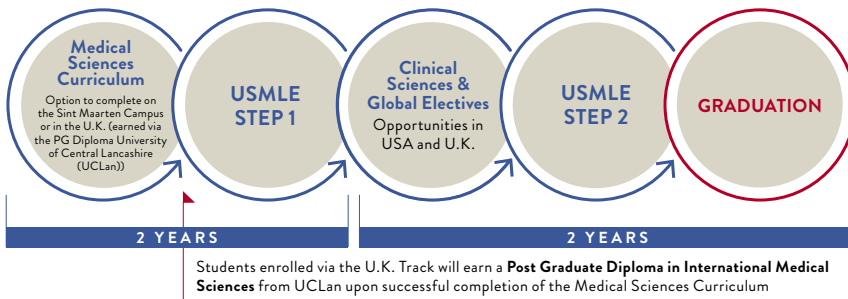 Medical
Sciences
Curriculum
Option to complete on
the Sint Maarten Campus
or in the U.K. (earned via
the PG Diploma University
of Central Lancashire
(UCLan))
USMLE
STEP 1
Clinical
Sciences &
Global Electives
Opportunities in
USA and U.K.
USMLE
STEP 2
GRADUATION
2 YEARS
2 YEARS
Students enrolled via the U.K. Track will earn a Post Graduate Diploma in International Medical
Sciences from UCLan upon successful completion of the Medical Sciences Curriculum